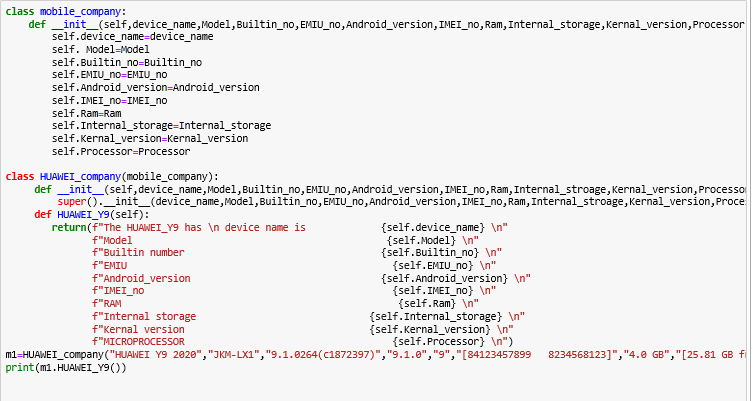 class mobile_company:
    def __init__(self,device_name,Model,Builtin_no,EMIU_no,Android_version,IMEI_no,Ram,Internal_storage,Kernal_version,Processor
        self.device_name=device_name
        self. Model=Model
        self.Builtin_no=Builtin_no
        self.EMIU_no=EMIU_no
        self.Android_version=Android_version
        self.IMEI_no=IMEI_no
        self.Ram=Ram
        self.Internal_storage=Internal_storage
        self.Kernal_version=Kernal_version
        self.Processor=Processor

class HUAWEI_company(mobile_company):
     def __init__(self,device_name,Model,Builtin_no,EMIU_no,Android_version,IMEI_no,Ram,Internal_stroage,Kernal_version,Processor
         super().__init__(device_name,Model,Builtin_no,EMIU_no,Android_version,IMEI_no,Ram,Internal_stroage,Kernal_version,Proce
     def HUAWEI_Y9(self):
        return(f"The HUAWEI_Y9 has \n device name is             {self.device_name} \n"
               f"Model                                            {self.Model} \n"
               f"Builtin number                                  {self.Builtin_no} \n"
               f"EMIU                                              {self.EMIU_no} \n"
               f"Android_version                                 {self.Android_version} \n"
               f"IMEI_no                                           {self.IMEI_no} \n"
               f"RAM                                                {self.Ram} \n"
               f"Internal storage                              {self.Internal_storage} \n"
               f"Kernal version                                {self.Kernal_version} \n"
               f"MICROPROCESSOR                                    {self.Processor} \n")
m1=HUAWEI_company("HUAWEI Y9 2020","JKM-LX1","9.1.0264(c1872397)","9.1.0","9","[84123457899   8234568123]","4.0 GB","[25.81 GB f
print(m1.HUAWEI_Y9())